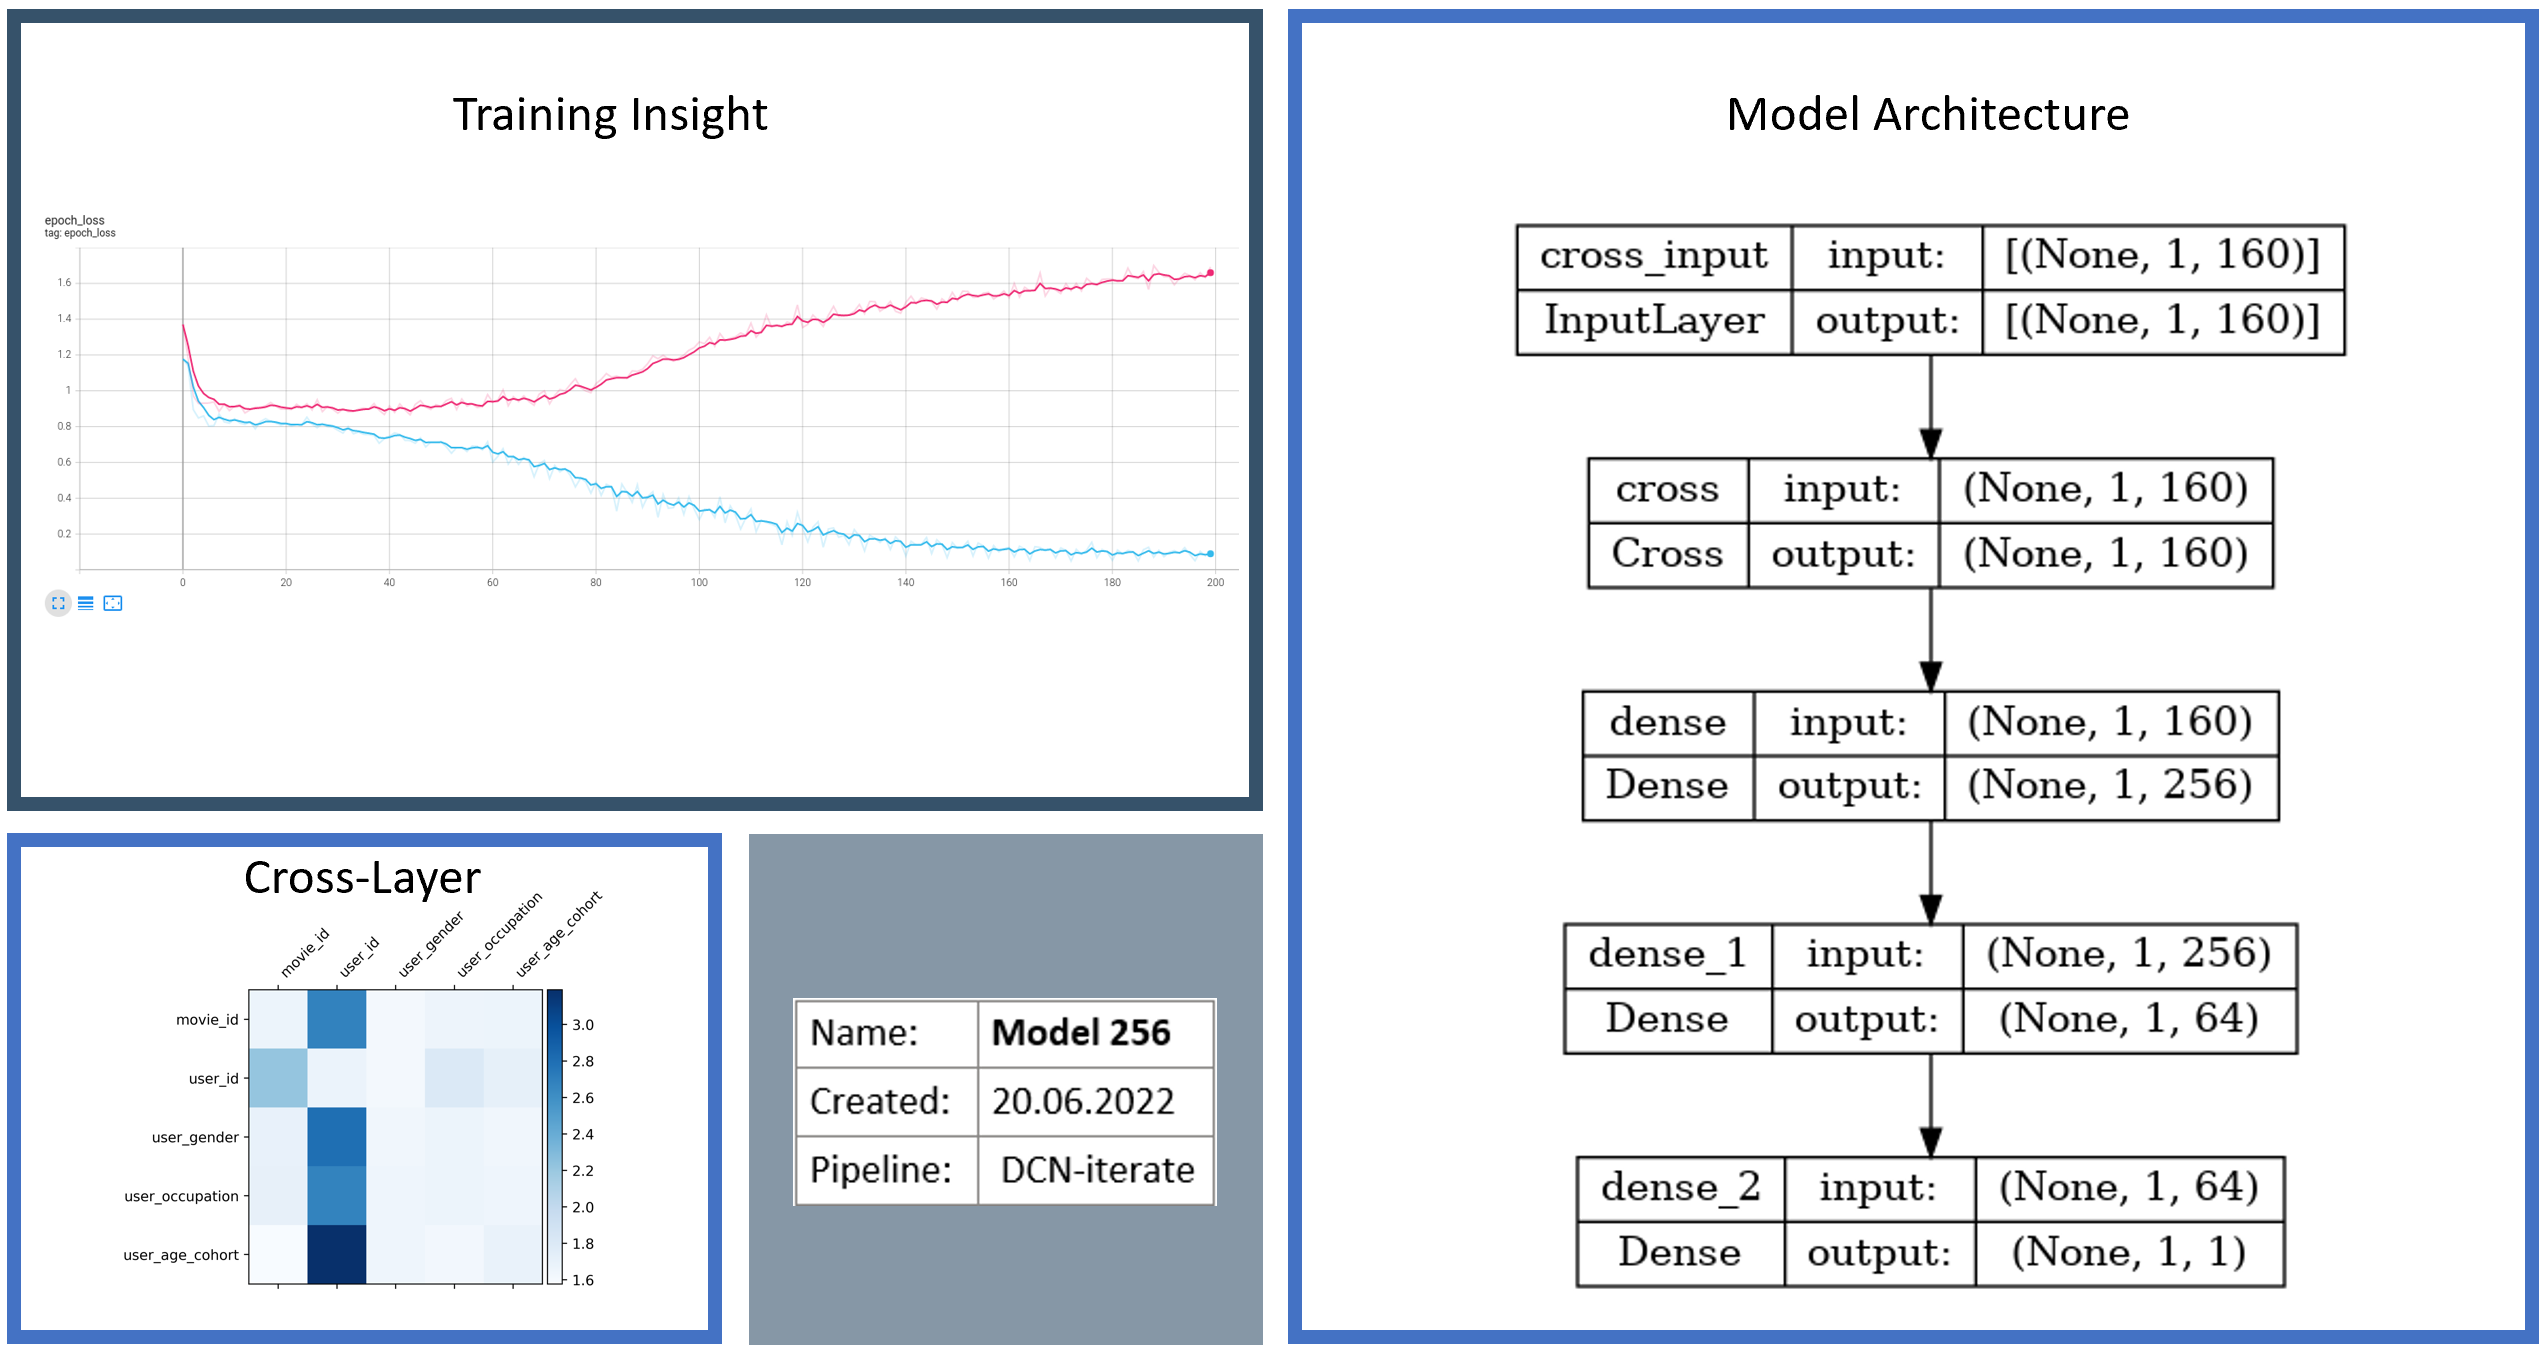 Training Insight
epoch_loss
tag: epoch_loss
1.6
1.4
1.2
1
0.8
0.6
0.4
0.2
0 20 40 60 80 100 120 140 160 180 200
Cross-Layer
movie_id user_id user_gender user_occupation user_age_cohort
movie_id
user_id
user_gender
user_occupation
user_age_cohort
3.0
2.8
2.6
2.4
2.2
2.0
1.8
1.6
Name: Model 256
Created: 20.06.2022
Pipeline: DCN-iterate
Model Architecture
cross_input input: [(None, 1, 160)]
InputLayer output: [(None, 1, 160)]
cross input: (None, 1, 160)
Cross output: (None, 1, 160)
dense input: (None, 1, 160)
Dense output: (None, 1, 256)
dense_1 input: (None, 1, 256)
Dense output: (None, 1, 64)
dense_2 input: (None, 1, 64)
Dense output: (None, 1, 1)